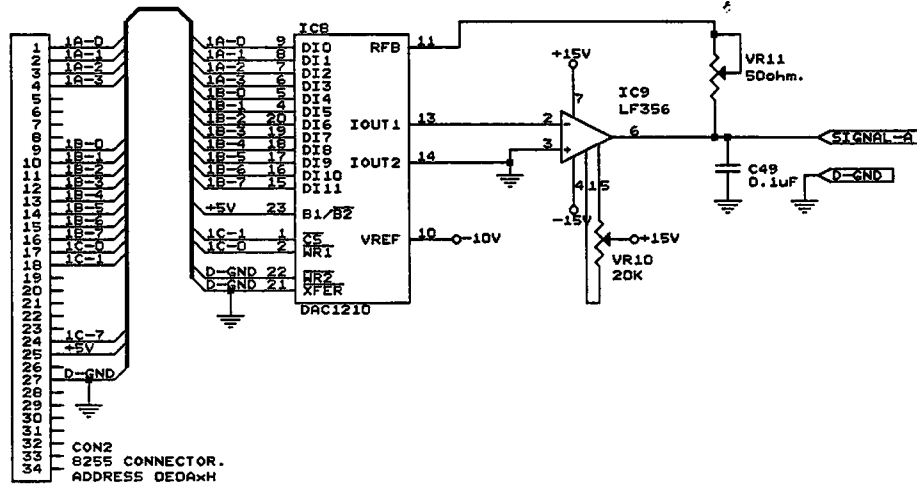 IC8
1 1A-0
2 1A-1
3 1A-2
4 1A-3
5
6
7
8
9 1B-0
10 1B-1
11 1B-2
12 1B-3
13 1B-4
14 1B-5
15 1B-6
16 1B-7
17 1C-0
18 1C-1
19
20
21
22
23
24 1C-7
25 +5V
26
27 D-GND
28
29
30
31
32
33
34
CON2
8255 CONNECTOR.
ADDRESS DEDAxH
1A-0 9 DI0
1A-1 8 DI1
1A-2 7 DI2
1A-3 6 DI3
1B-0 5 DI4
1B-1 4 DI5
1B-2 20 DI6
1B-3 19 DI7
1B-4 18 DI8
1B-5 17 DI9
1B-6 16 DI10
1B-7 15 DI11
+5V 23 B1/B2
1C-1 1 CS
1C-0 2 WR1
D-GND 22 WR2
D-GND 21 XFER
DAC1210
RFB 11
IOUT1 13
IOUT2 14
VREF 10 -10V
+15V
7
IC9
LF356
2 -
3 +
6
4 1 5
-15V
+15V
VR10
20K
VR11
50ohm.
C49
0.1uF
SIGNAL-A
D-GND